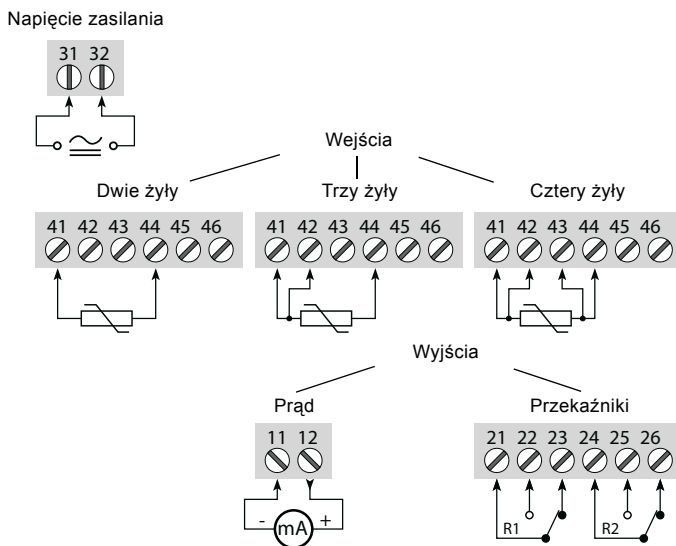 Napięcie zasilania
31 32
Wejścia
Dwie żyły
Trzy żyły
Cztery żyły
41 42 43 44 45 46
41 42 43 44 45 46
41 42 43 44 45 46
Wyjścia
Prąd
Przekaźniki
11 12
21 22 23 24 25 26
- mA +
R1
R2